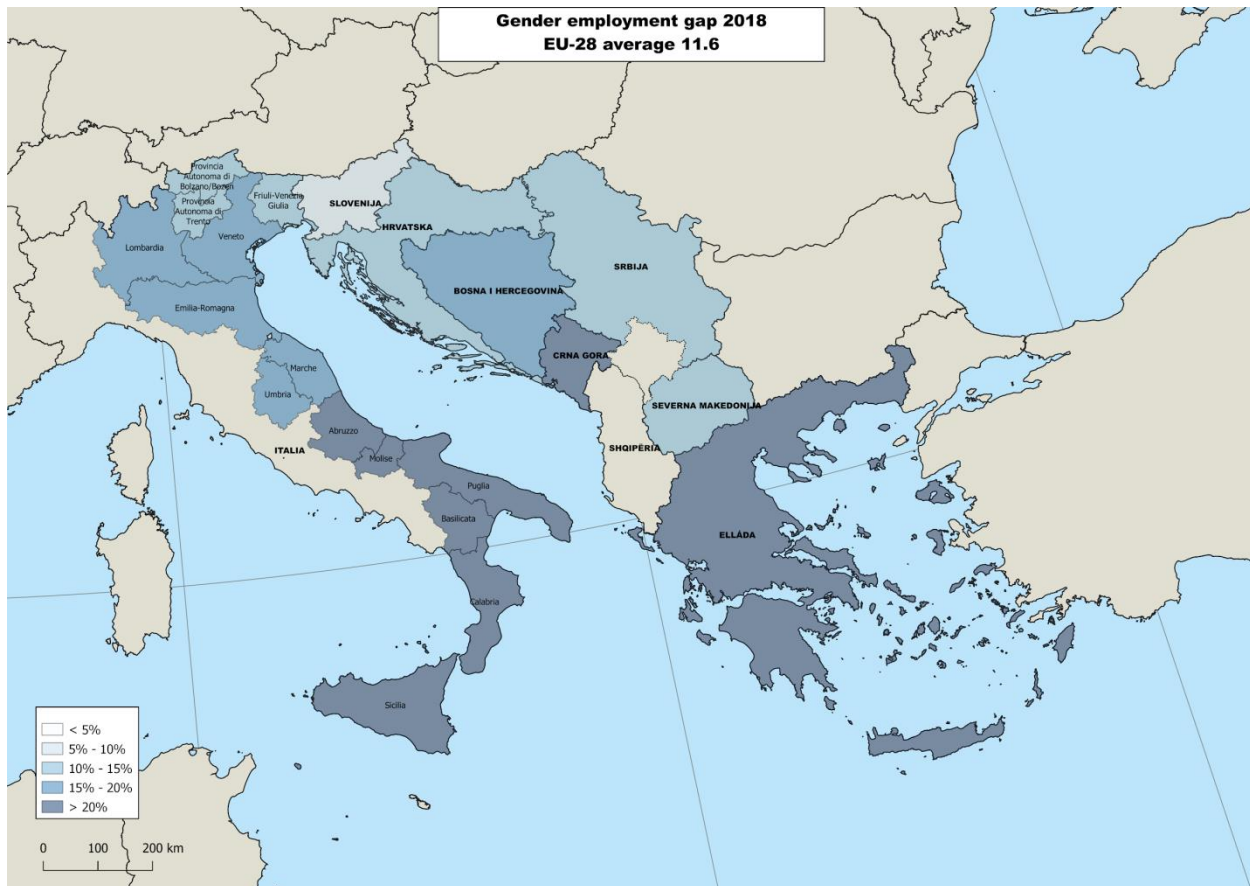 Gender employment gap 2018
EU-28 average 11.6
Provincia
Autonoma di
Bolzano/Bozen
Provincia
Autonoma di
Trento
Friuli-Venezia
Giulia
SLOVENIJA
HRVATSKA
Lombardia
Veneto
SRBIJA
BOSNA I HERCEGOVINA
Emilia-Romagna
CRNA GORA
Marche
Umbria
SEVERNA MAKEDONIJA
Abruzzo
ITALIA
SHQIPËRIA
Molise
Puglia
Basilicata
ELLÁDA
Calabria
Sicilia
< 5%
5% - 10%
10% - 15%
15% - 20%
> 20%
0 100 200 km